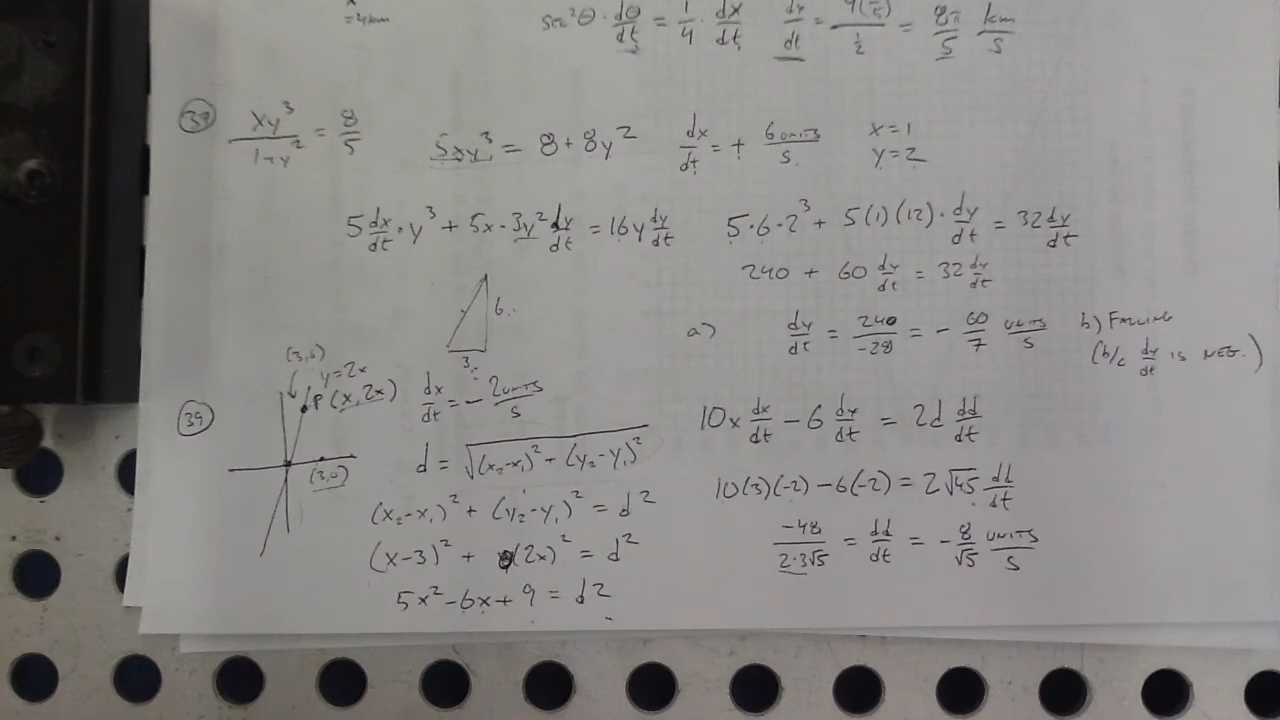 = 4km
sec²θ · dθ/dt = 1/4 · dx/dt    dx/dt = 4(π/5) / (1/2) = 8π/5 km/s
37  xy³/(1+y²) = 8/5    5xy³ = 8 + 8y²    dx/dt = + 6 units/s    x = 1
y = 2
5 dx/dt · y³ + 5x · 3y² dy/dt = 16y dy/dt    5·6·2³ + 5(1)(12) · dy/dt = 32 dy/dt
240 + 60 dy/dt = 32 dy/dt
6
3
a)  dy/dt = 240/-28 = - 60/7 UNITS/S    b) FALLING
(b/c dy/dt IS NEG.)
39  (3,6)  y=2x
P(x, 2x)    dx/dt = - 2 UNITS/S    10x dx/dt - 6 dx/dt = 2d dd/dt
(3,0)    d = √((x₂-x₁)² + (y₂-y₁)²)
10(3)(-2) - 6(-2) = 2√45 dd/dt
(x₂-x₁)² + (y₂-y₁)² = d²
-48/(2·3√5) = dd/dt = - 8/√5 UNITS/S
(x-3)² + (2x)² = d²
5x² - 6x + 9 = d²